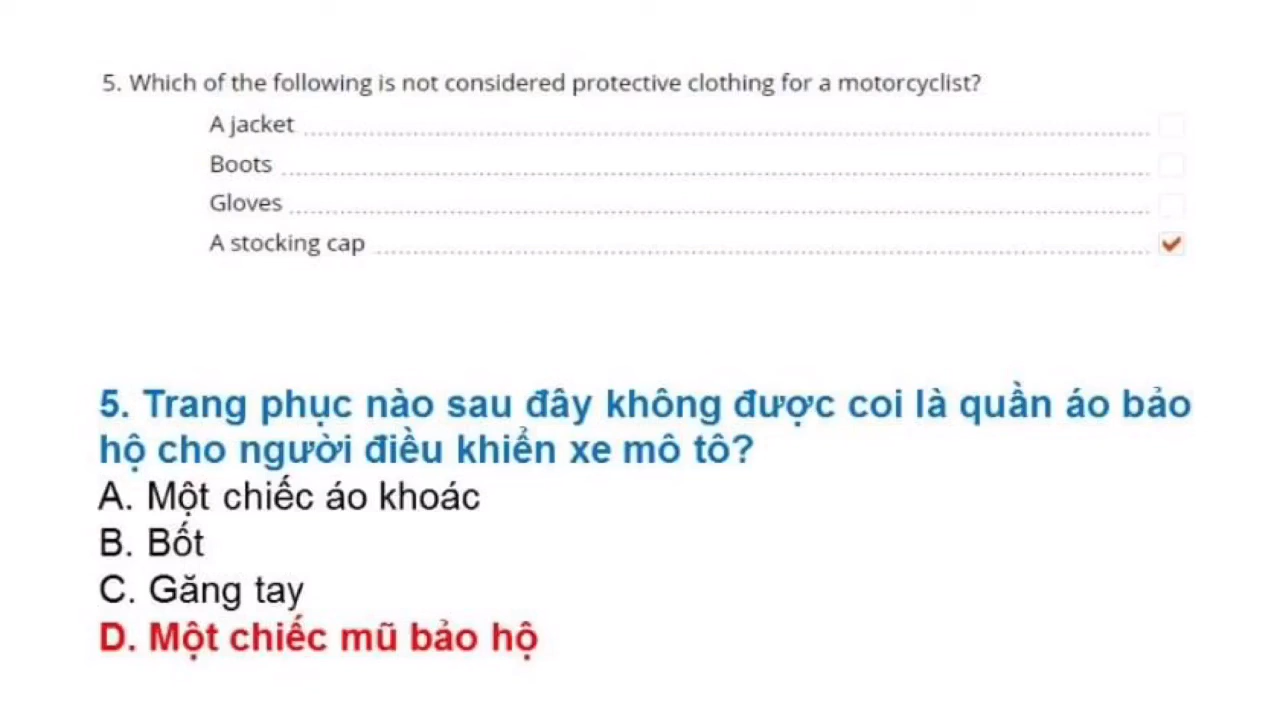 5. Which of the following is not considered protective clothing for a motorcyclist?
A jacket
Boots
Gloves
A stocking cap
5. Trang phục nào sau đây không được coi là quần áo bảo
hộ cho người điều khiển xe mô tô?
A. Một chiếc áo khoác
B. Bốt
C. Găng tay
D. Một chiếc mũ bảo hộ